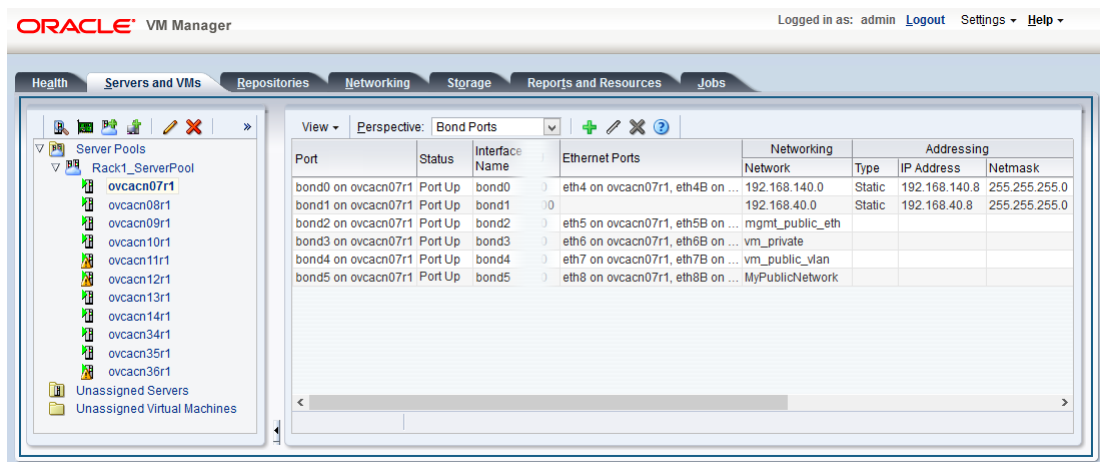 ORACLE VM Manager
Logged in as: admin Logout Settings Help
Health Servers and VMs Repositories Networking Storage Reports and Resources Jobs
»
View Perspective: Bond Ports
Server Pools
Rack1_ServerPool
ovcacn07r1
ovcacn08r1
ovcacn09r1
ovcacn10r1
ovcacn11r1
ovcacn12r1
ovcacn13r1
ovcacn14r1
ovcacn34r1
ovcacn35r1
ovcacn36r1
Unassigned Servers
Unassigned Virtual Machines
Networking Addressing
Port Status Interface Name Ethernet Ports Network Type IP Address Netmask
bond0 on ovcacn07r1 Port Up bond0 eth4 on ovcacn07r1, eth4B on ... 192.168.140.0 Static 192.168.140.8 255.255.255.0
bond1 on ovcacn07r1 Port Up bond1 00 192.168.40.0 Static 192.168.40.8 255.255.255.0
bond2 on ovcacn07r1 Port Up bond2 eth5 on ovcacn07r1, eth5B on ... mgmt_public_eth
bond3 on ovcacn07r1 Port Up bond3 eth6 on ovcacn07r1, eth6B on ... vm_private
bond4 on ovcacn07r1 Port Up bond4 eth7 on ovcacn07r1, eth7B on ... vm_public_vlan
bond5 on ovcacn07r1 Port Up bond5 eth8 on ovcacn07r1, eth8B on ... MyPublicNetwork